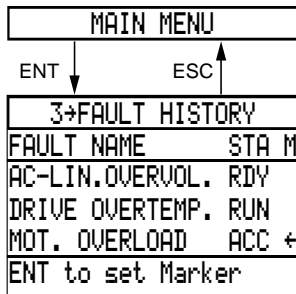 MAIN MENU
ENT ESC
3→FAULT HISTORY
FAULT NAME STA M
AC-LIN.OVERVOL. RDY
DRIVE OVERTEMP. RUN
MOT. OVERLOAD ACC ←
ENT to set Marker